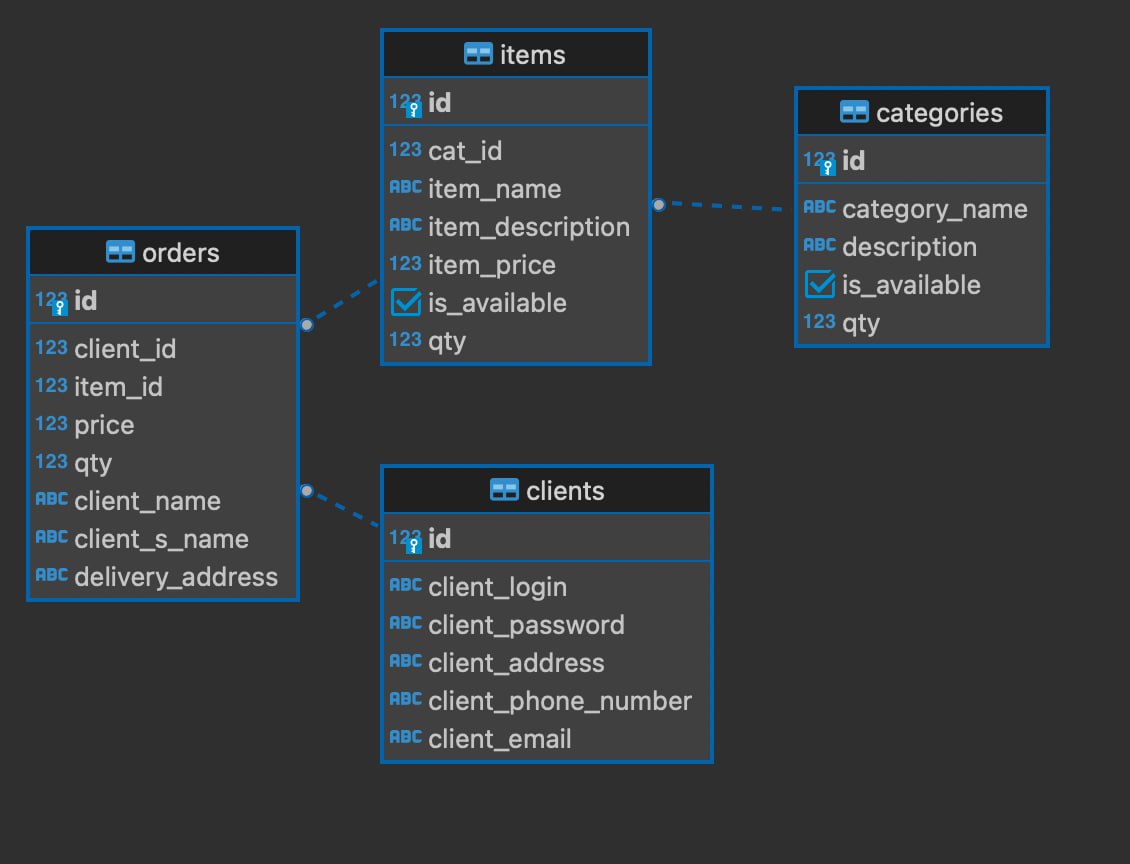 items
123 id
123 cat_id
ABC item_name
ABC item_description
123 item_price
is_available
123 qty
categories
123 id
ABC category_name
ABC description
is_available
123 qty
orders
123 id
123 client_id
123 item_id
123 price
123 qty
ABC client_name
ABC client_s_name
ABC delivery_address
clients
123 id
ABC client_login
ABC client_password
ABC client_address
ABC client_phone_number
ABC client_email